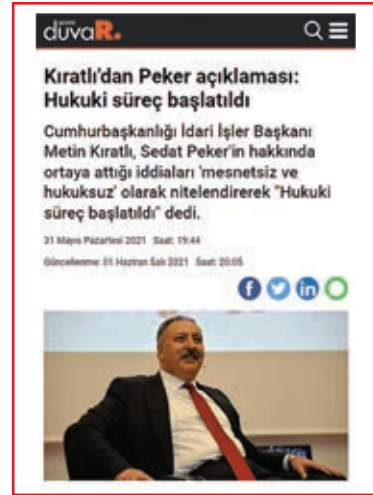 gazete
duvaR.
Kıratlı'dan Peker açıklaması:
Hukuki süreç başlatıldı
Cumhurbaşkanlığı İdari İşler Başkanı
Metin Kıratlı, Sedat Peker'in hakkında
ortaya attığı iddiaları 'mesnetsiz ve
hukuksuz' olarak nitelendirerek "Hukuki
süreç başlatıldı" dedi.
31 Mayıs Pazartesi 2021 Saat: 19:44
Güncellenme: 01 Haziran Salı 2021 Saat: 20:05